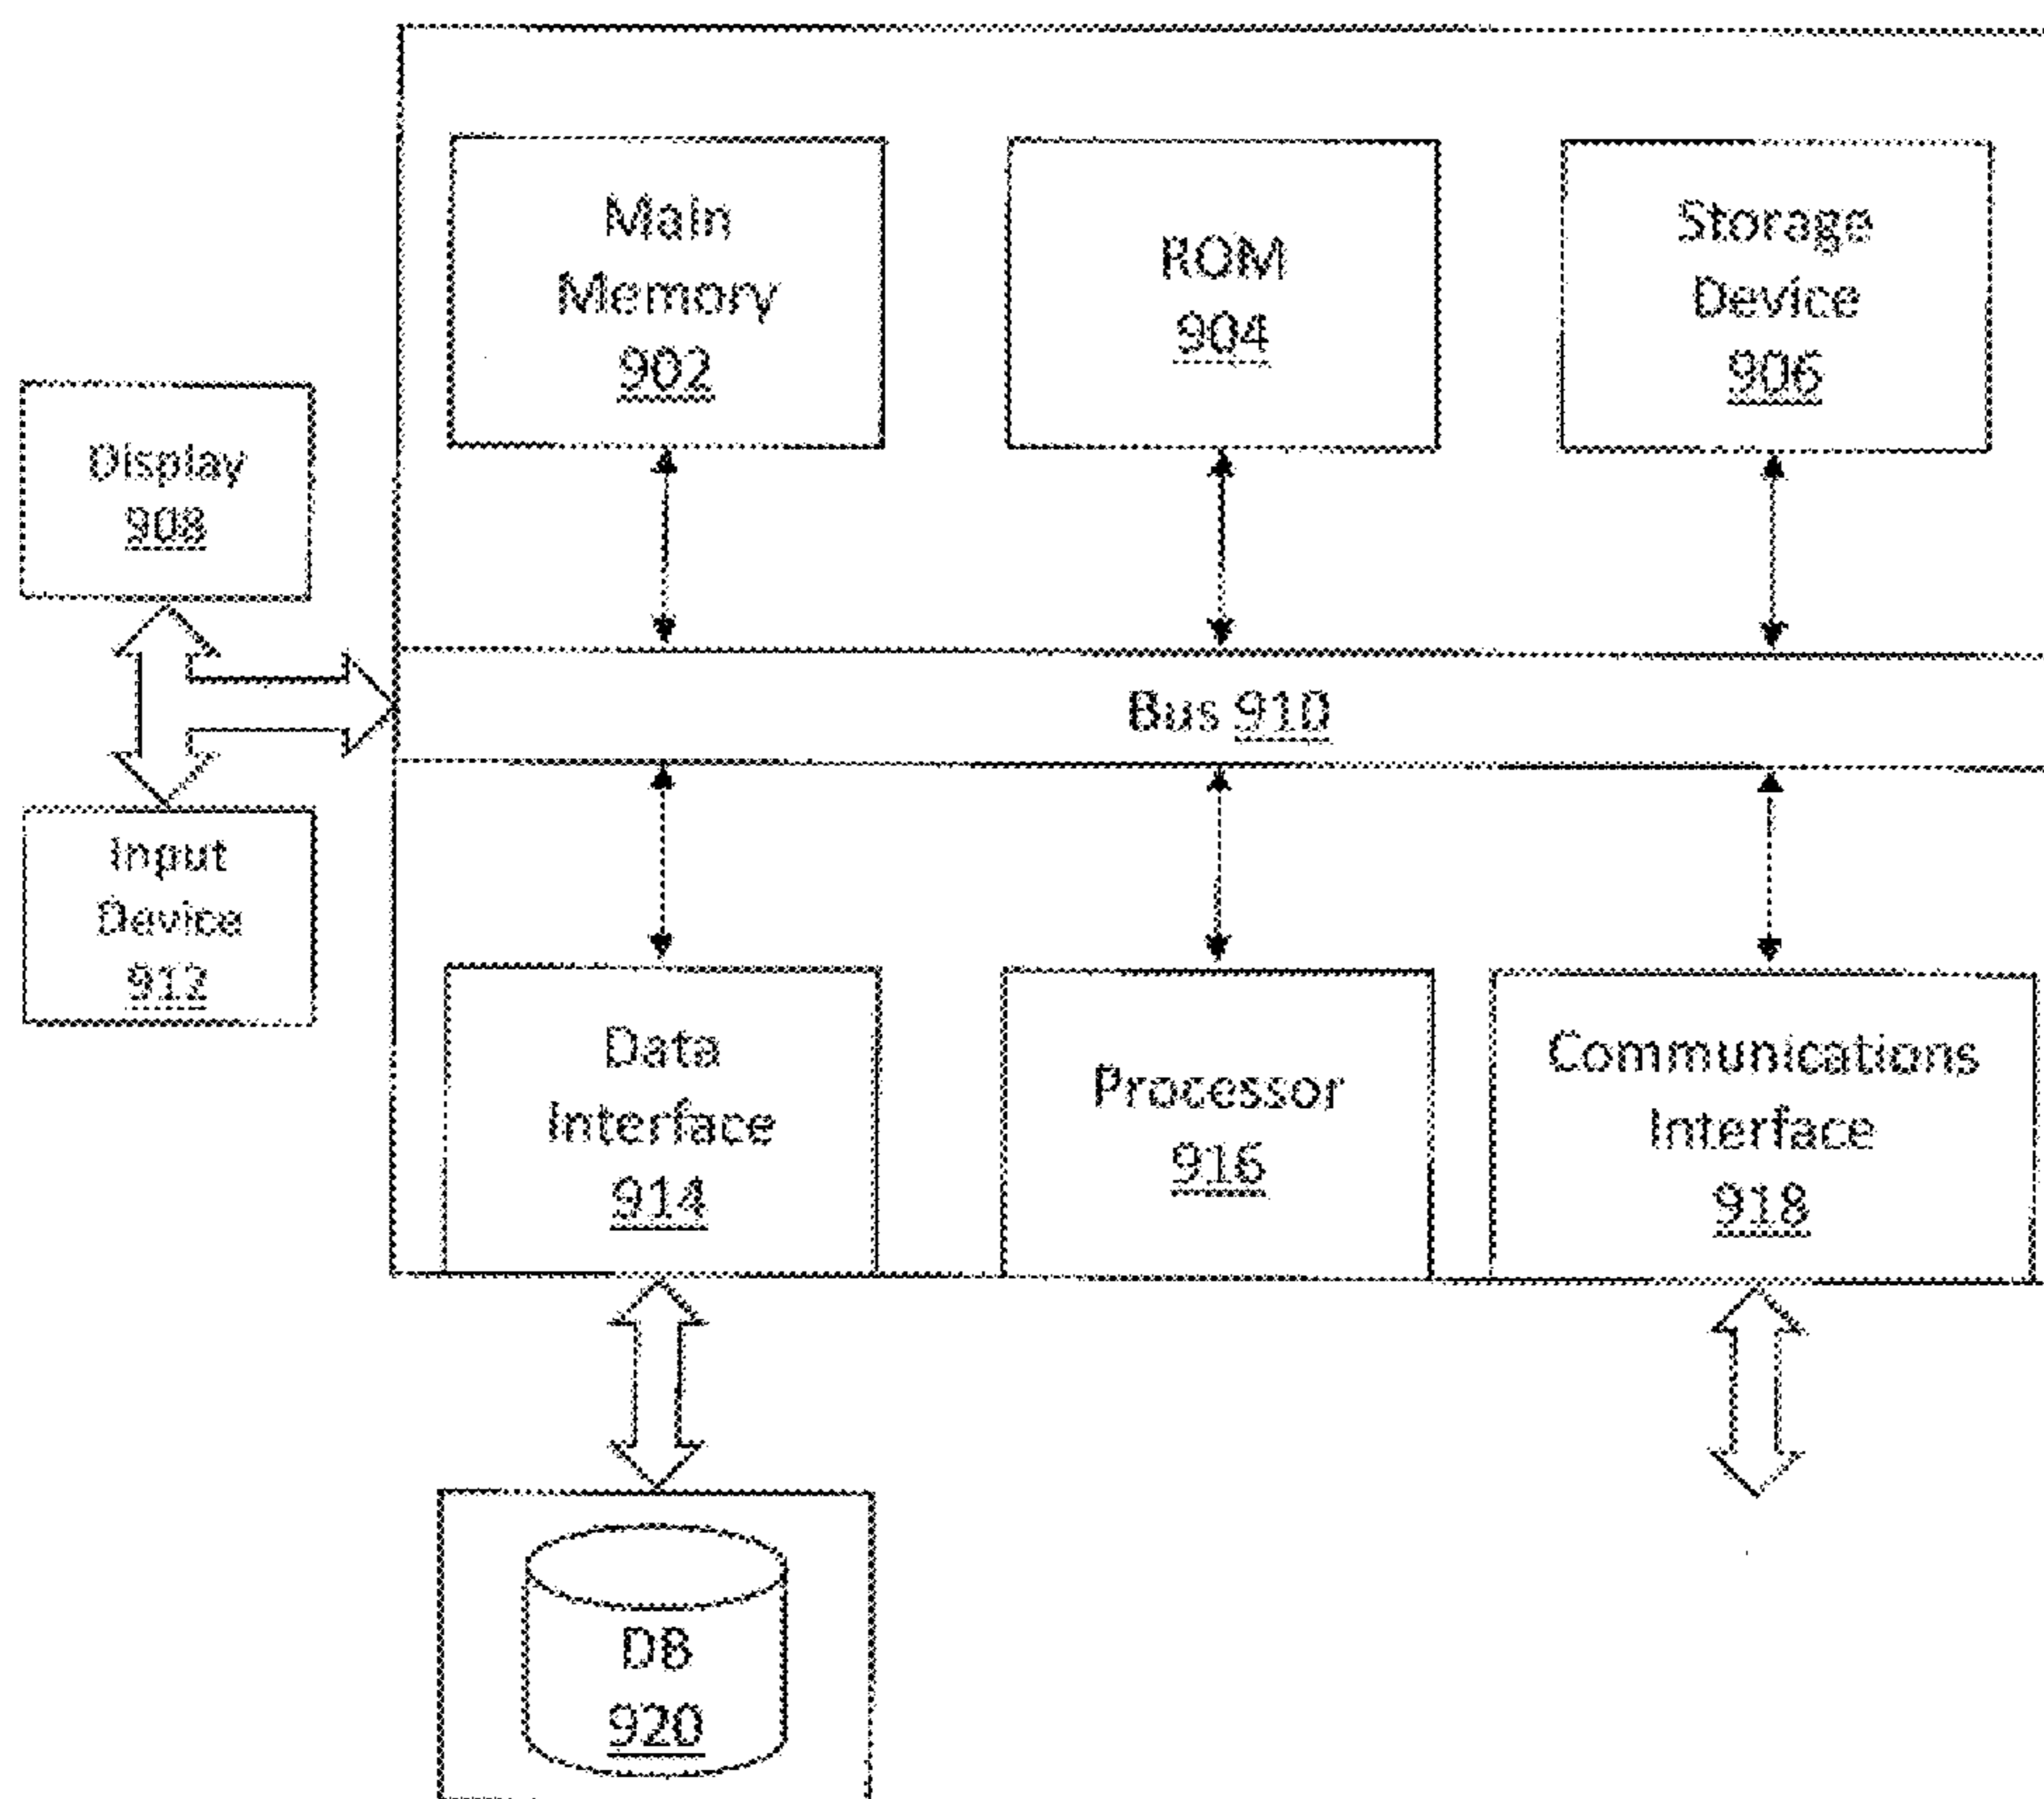 Main
Memory
902
ROM
904
Storage
Device
906
Display
908
Bus 910
Input
Device
912
Data
Interface
914
Processor
916
Communications
Interface
918
DB
920